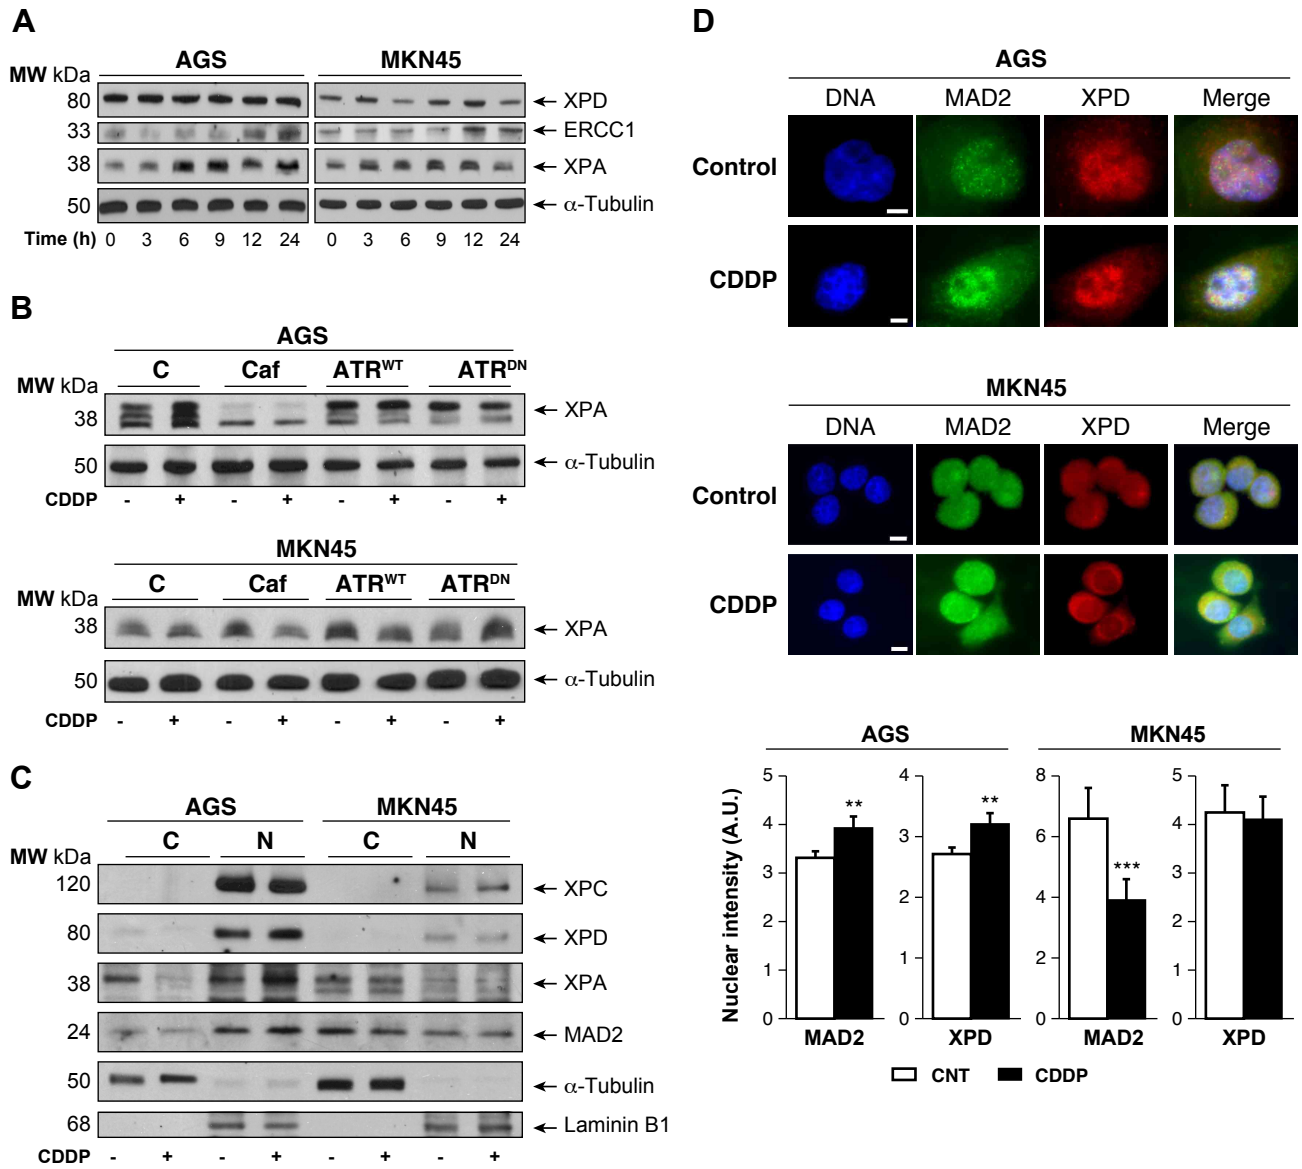 A
AGS MKN45
MW kDa
80 ← XPD
33 ← ERCC1
38 ← XPA
50 ← α-Tubulin
Time (h) 0 3 6 9 12 24 0 3 6 9 12 24
B
AGS
C Caf ATRWT ATRDN
MW kDa
38 ← XPA
50 ← α-Tubulin
CDDP - + - + - + - +
MKN45
C Caf ATRWT ATRDN
MW kDa
38 ← XPA
50 ← α-Tubulin
CDDP - + - + - + - +
C
AGS MKN45
C N C N
MW kDa
120 ← XPC
80 ← XPD
38 ← XPA
24 ← MAD2
50 ← α-Tubulin
68 ← Laminin B1
CDDP - + - + - + - +
D
AGS
DNA MAD2 XPD Merge
Control
CDDP
MKN45
DNA MAD2 XPD Merge
Control
CDDP
AGS MKN45
Nuclear intensity (A.U.)
5 4 3 2 1 0
**
MAD2
4 3 2 1 0
**
XPD
8 6 4 2 0
***
MAD2
5 4 3 2 1 0
XPD
CNT CDDP